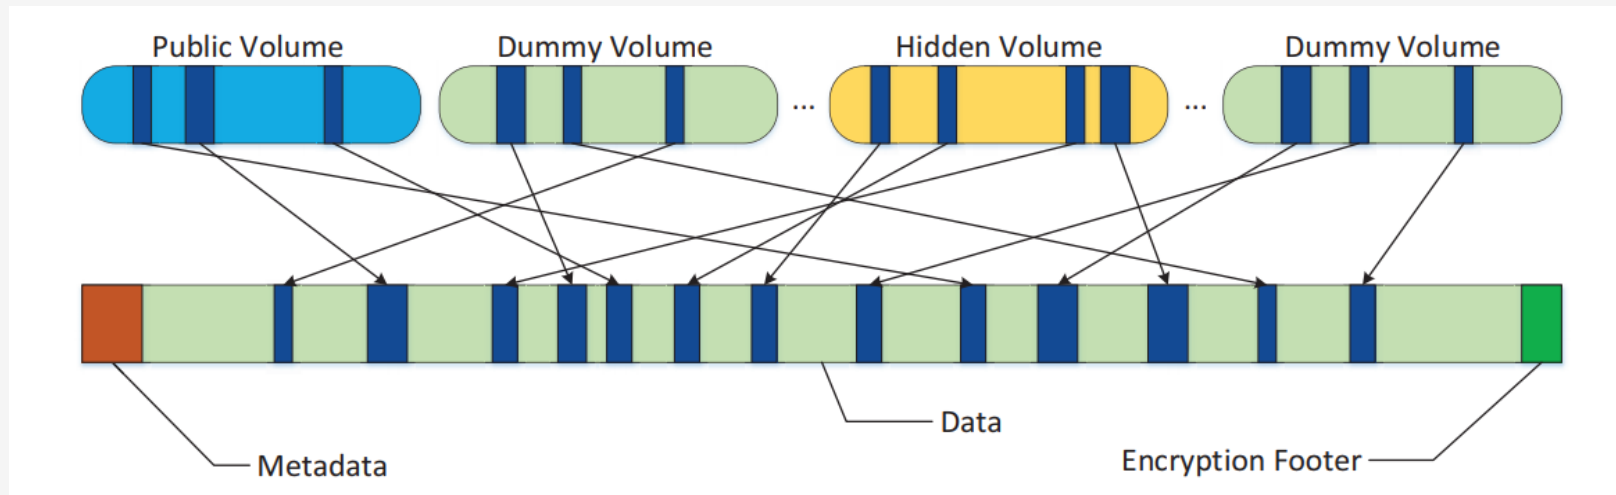 Public Volume
Dummy Volume
Hidden Volume
Dummy Volume
...
...
Data
Metadata
Encryption Footer